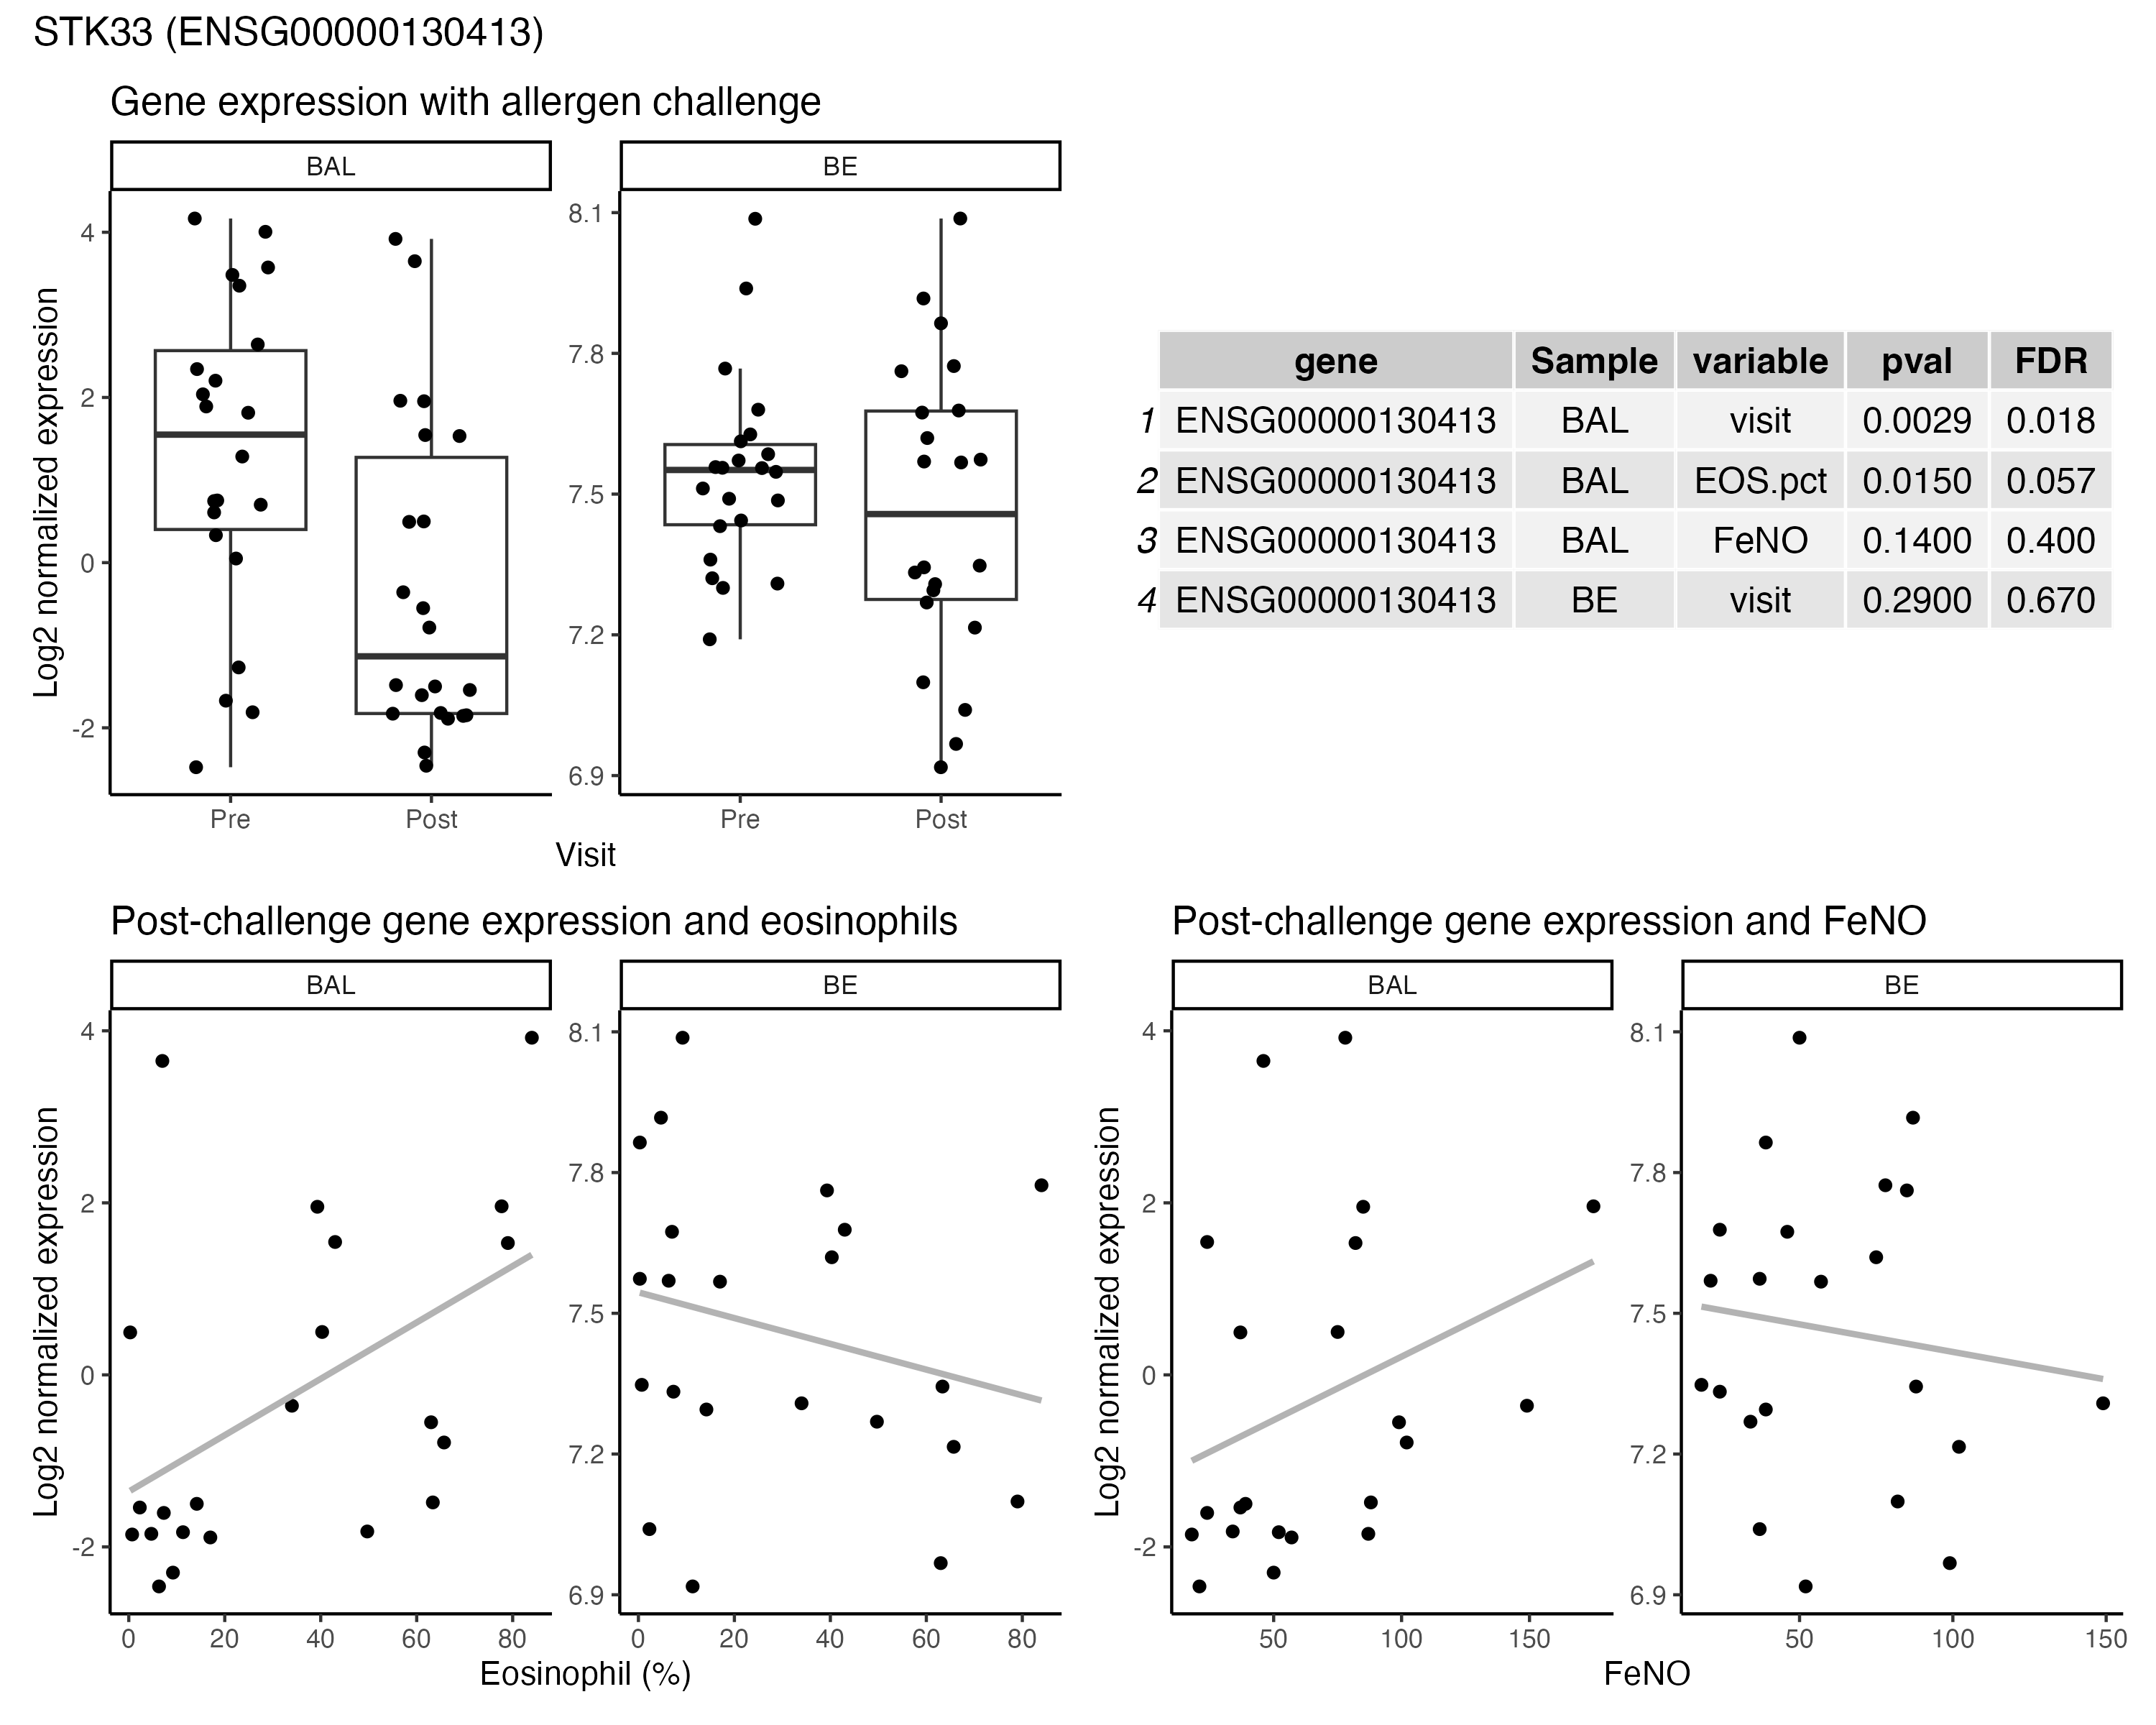 STK33 (ENSG00000130413)
Gene expression with allergen challenge
BAL
BE
Log2 normalized expression
4
2
0
-2
8.1
7.8
7.5
7.2
6.9
Pre
Post
Pre
Post
Visit
gene Sample variable pval FDR
1 ENSG00000130413 BAL visit 0.0029 0.018
2 ENSG00000130413 BAL EOS.pct 0.0150 0.057
3 ENSG00000130413 BAL FeNO 0.1400 0.400
4 ENSG00000130413 BE visit 0.2900 0.670
Post-challenge gene expression and eosinophils
BAL
BE
Log2 normalized expression
4
2
0
-2
8.1
7.8
7.5
7.2
6.9
0 20 40 60 80
0 20 40 60 80
Eosinophil (%)
Post-challenge gene expression and FeNO
BAL
BE
Log2 normalized expression
4
2
0
-2
8.1
7.8
7.5
7.2
6.9
50 100 150
50 100 150
FeNO